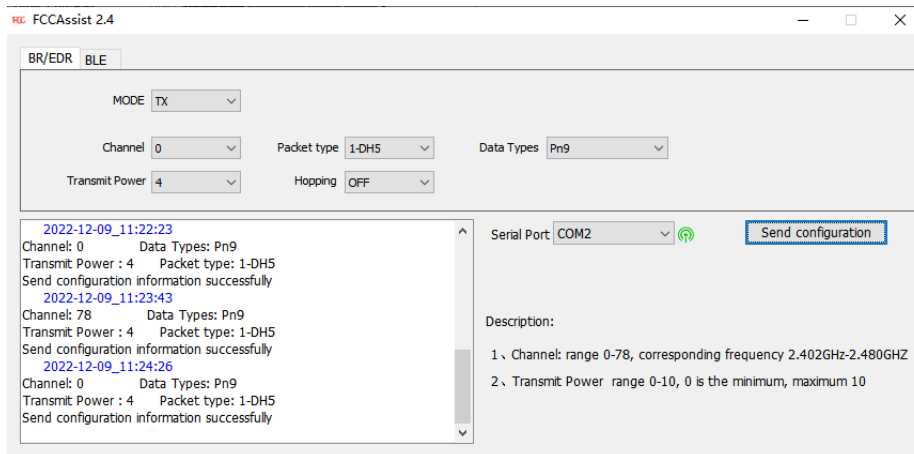 FCC FCCAssist 2.4
BR/EDR BLE
MODE TX
Channel 0 Packet type 1-DH5 Data Types Pn9
Transmit Power 4 Hopping OFF
2022-12-09_11:22:23
Channel: 0 Data Types: Pn9
Transmit Power : 4 Packet type: 1-DH5
Send configuration information successfully
2022-12-09_11:23:43
Channel: 78 Data Types: Pn9
Transmit Power : 4 Packet type: 1-DH5
Send configuration information successfully
2022-12-09_11:24:26
Channel: 0 Data Types: Pn9
Transmit Power : 4 Packet type: 1-DH5
Send configuration information successfully
Serial Port COM2 Send configuration
Description:
1、Channel: range 0-78, corresponding frequency 2.402GHz-2.480GHZ
2、Transmit Power range 0-10, 0 is the minimum, maximum 10